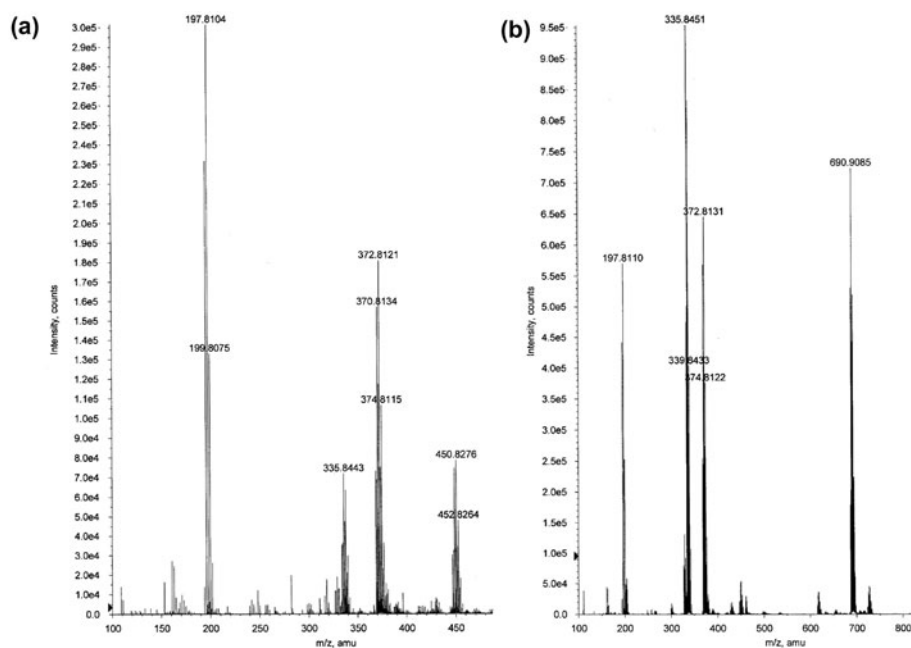 (a)
197.8104
3.0e5
2.9e5
2.8e5
2.7e5
2.6e5
2.5e5
2.4e5
2.3e5
2.2e5
2.1e5
2.0e5
1.9e5
1.8e5
1.7e5
1.6e5
1.5e5
1.4e5
1.3e5
1.2e5
1.1e5
1.0e5
9.0e4
8.0e4
7.0e4
6.0e4
5.0e4
4.0e4
3.0e4
2.0e4
1.0e4
0.0
Intensity, counts
199.8075
335.8443
372.8121
370.8134
374.8115
450.8276
452.8264
100 150 200 250 300 350 400 450
m/z, amu
(b)
335.8451
9.5e5
9.0e5
8.5e5
8.0e5
7.5e5
7.0e5
6.5e5
6.0e5
5.5e5
5.0e5
4.5e5
4.0e5
3.5e5
3.0e5
2.5e5
2.0e5
1.5e5
1.0e5
5.0e4
0.0
Intensity, counts
197.8110
372.8131
374.8122
690.9085
100 200 300 400 500 600 700 800
m/z, amu